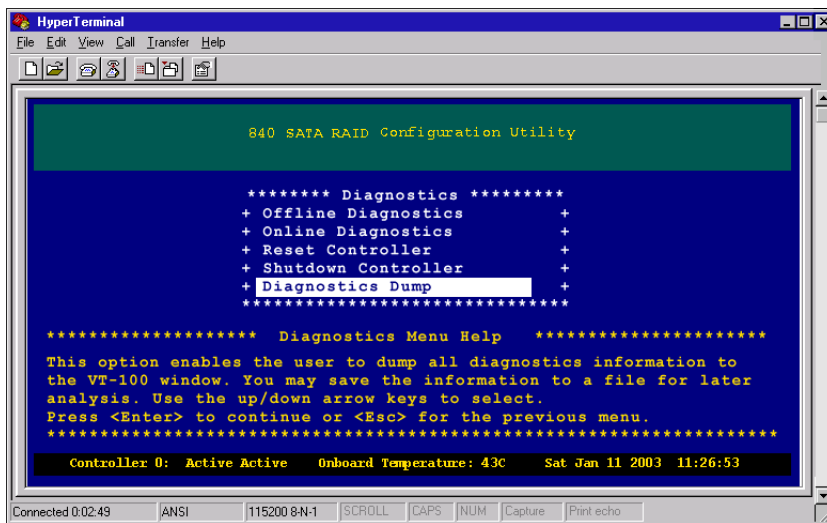 HyperTerminal
File Edit View Call Transfer Help
840 SATA RAID Configuration Utility
******** Diagnostics *********
+ Offline Diagnostics +
+ Online Diagnostics +
+ Reset Controller +
+ Shutdown Controller +
+ Diagnostics Dump +
*******************************
******************** Diagnostics Menu Help **********************
This option enables the user to dump all diagnostics information to
the VT-100 window. You may save the information to a file for later
analysis. Use the up/down arrow keys to select.
Press <Enter> to continue or <Esc> for the previous menu.
**********************************************************************
Controller 0: Active Active Onboard Temperature: 43C Sat Jan 11 2003 11:26:53
Connected 0:02:49 ANSI 115200 8-N-1 SCROLL CAPS NUM Capture Print echo